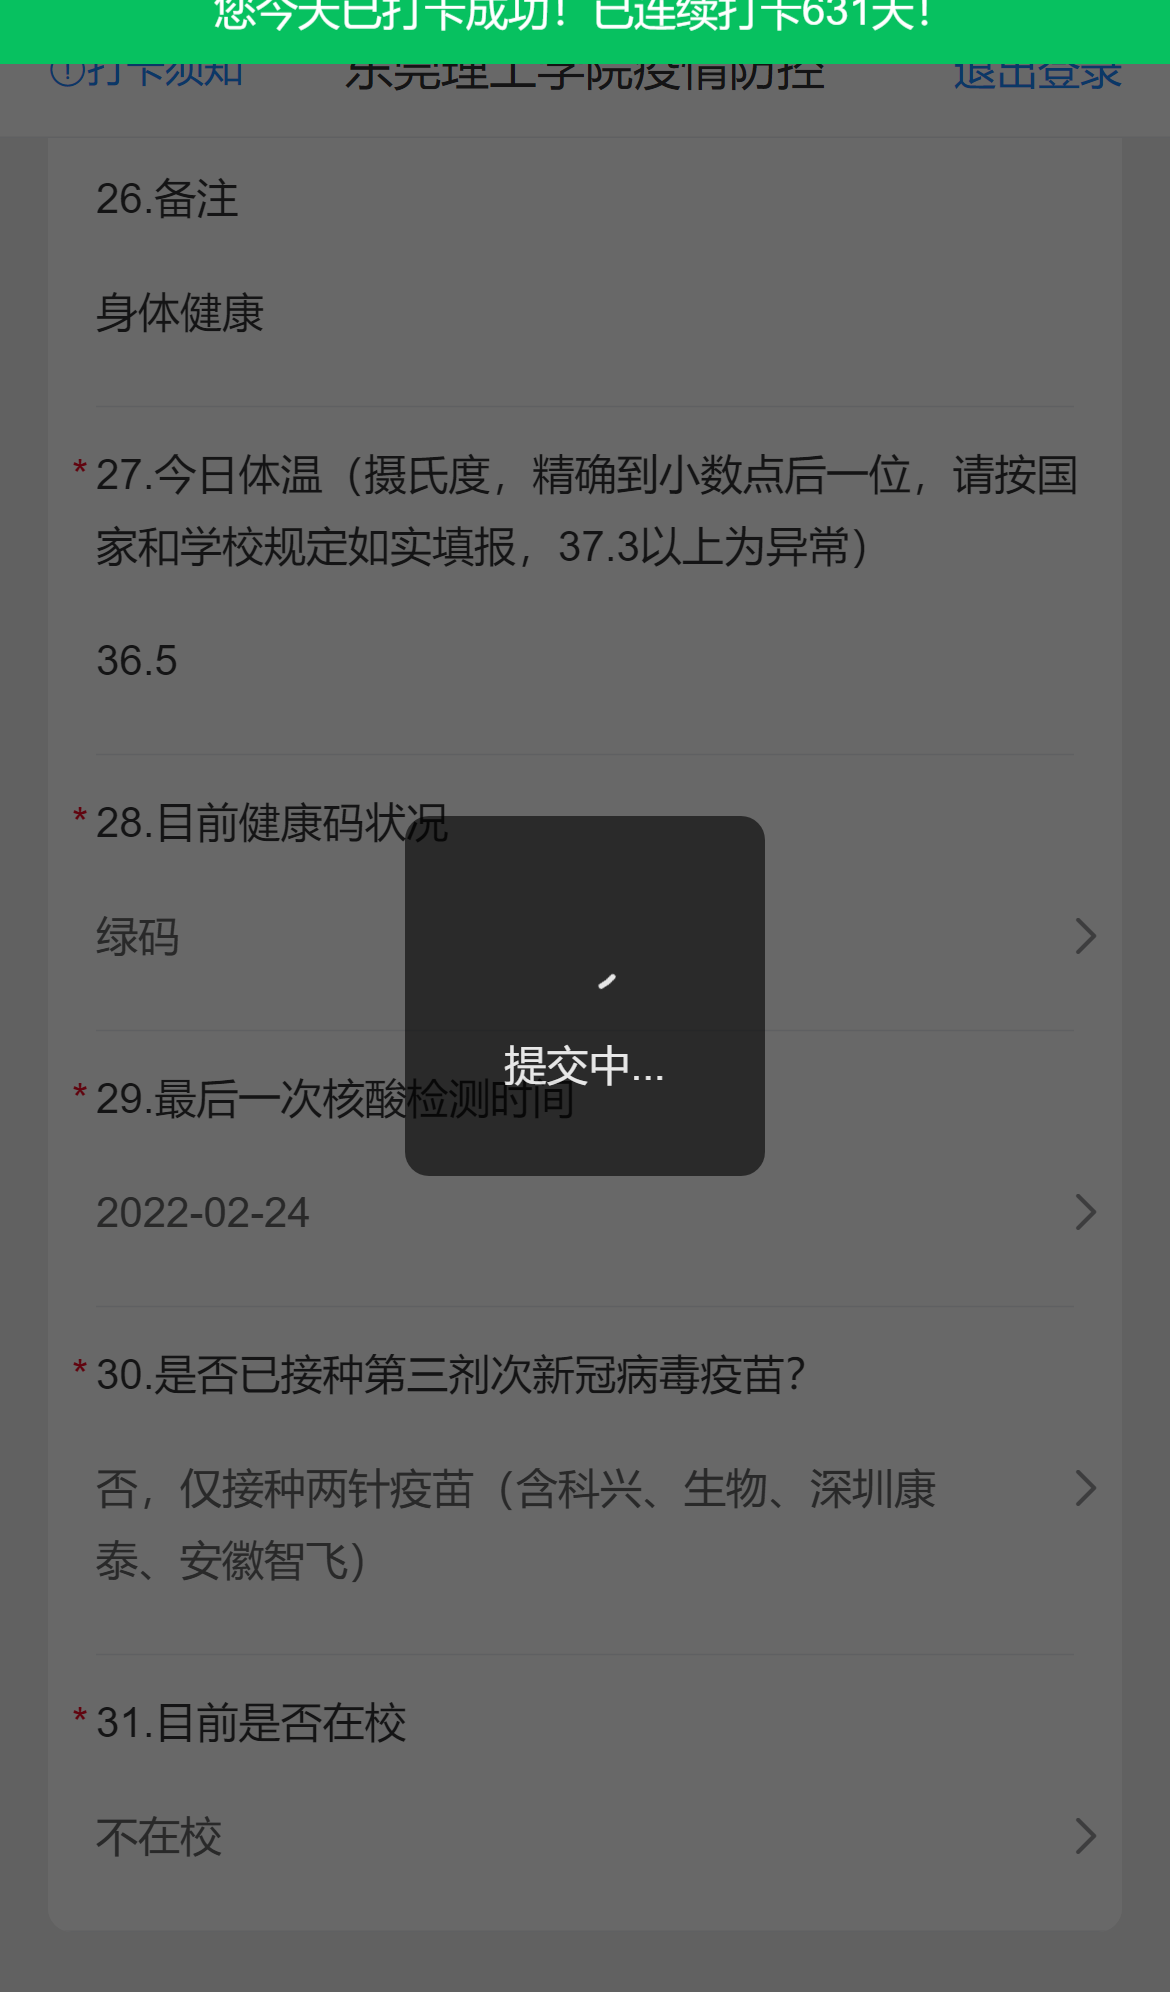 您今天已打卡成功！已连续打卡631天！
打卡须知 东莞理工学院疫情防控 退出登录
26.备注
身体健康
* 27.今日体温（摄氏度，精确到小数点后一位，请按国
家和学校规定如实填报，37.3以上为异常）
36.5
* 28.目前健康码状况
绿码
提交中...
* 29.最后一次核酸检测时间
2022-02-24
* 30.是否已接种第三剂次新冠病毒疫苗？
否，仅接种两针疫苗（含科兴、生物、深圳康
泰、安徽智飞）
* 31.目前是否在校
不在校